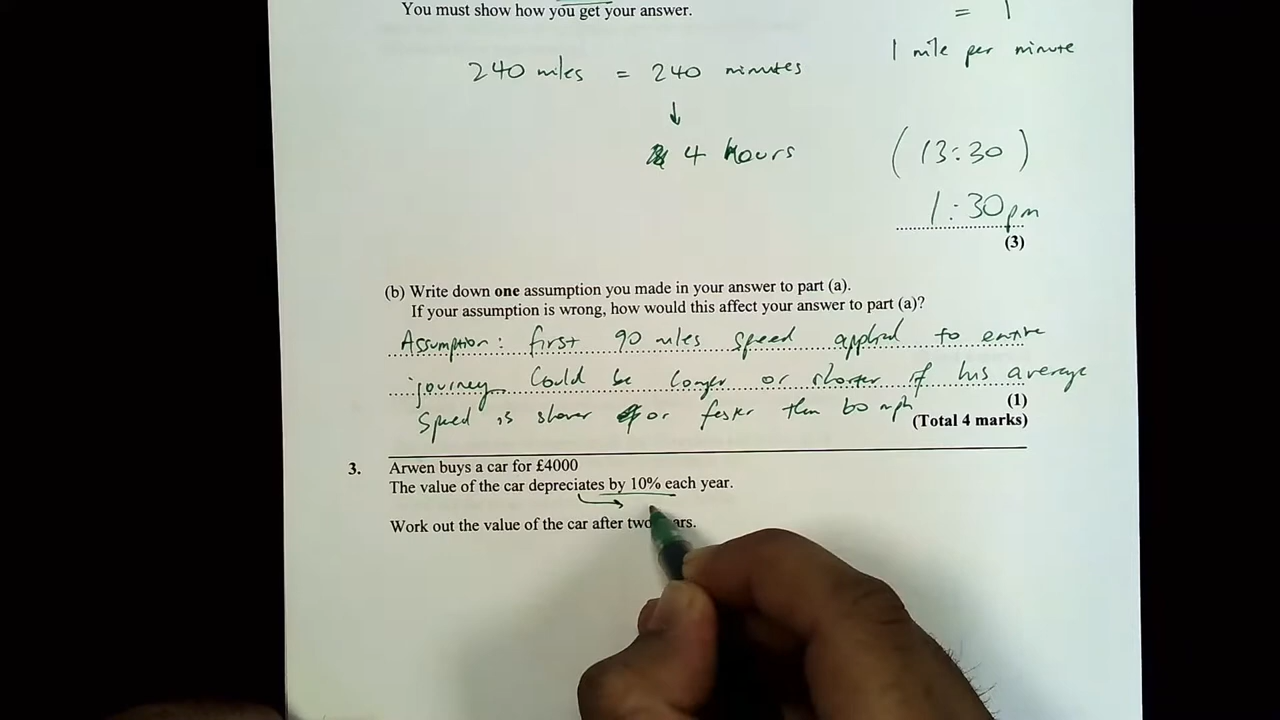 You must show how you get your answer.
= 1
1 mile per minute
240 miles = 240 minutes
↓
4 hours
(13:30)
1:30pm
(3)
(b) Write down one assumption you made in your answer to part (a).
If your assumption is wrong, how would this affect your answer to part (a)?
Assumption: first 90 miles speed applied to entire
journey. Could be longer or shorter if his average
(1)
speed is slower or faster than 60 mph
(Total 4 marks)
3. Arwen buys a car for £4000
The value of the car depreciates by 10% each year.
Work out the value of the car after